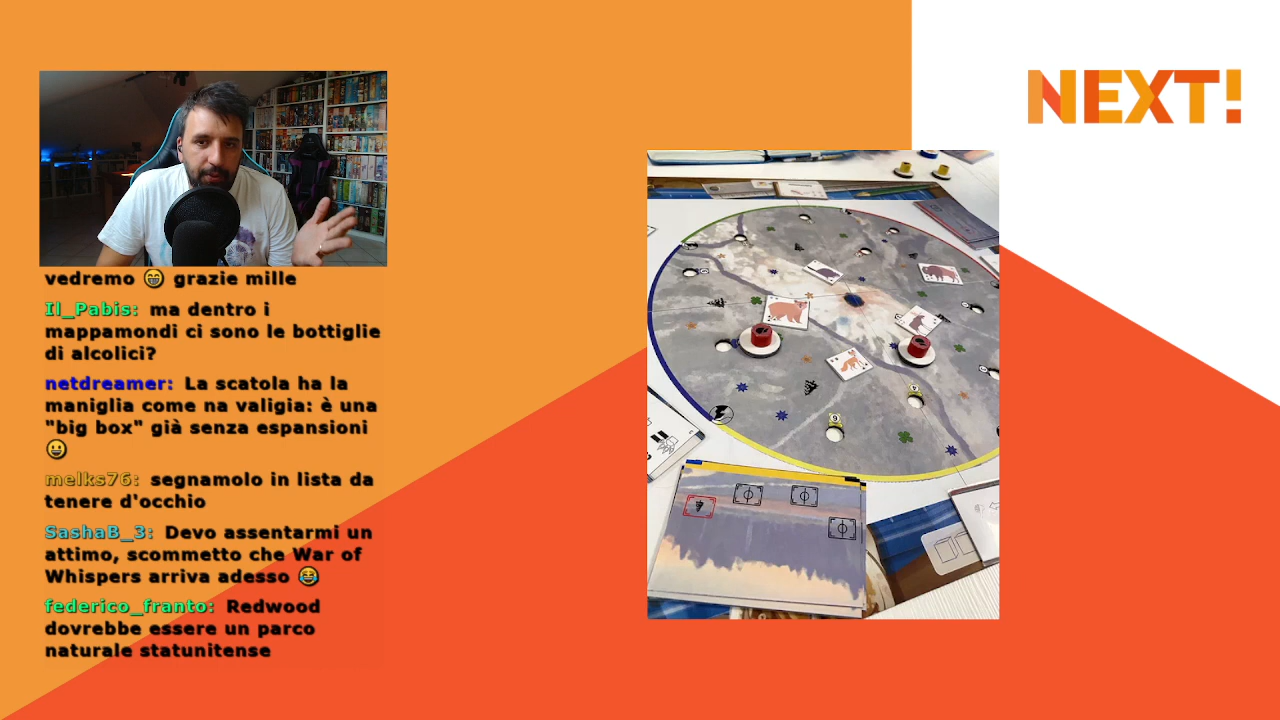 NEXT!
vedremo 😁 grazie mille
Il_Pabis: ma dentro i
mappamondi ci sono le bottiglie
di alcolici?
netdreamer: La scatola ha la
maniglia come na valigia: è una
"big box" già senza espansioni
😀
melks76: segnamolo in lista da
tenere d'occhio
SashaB_3: Devo assentarmi un
attimo, scommetto che War of
Whispers arriva adesso 😂
federico_franto: Redwood
dovrebbe essere un parco
naturale statunitense